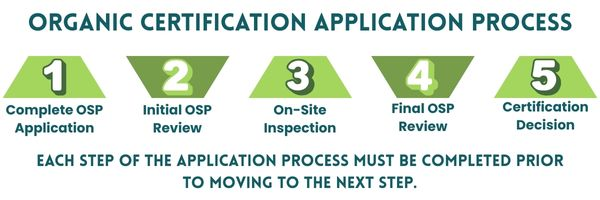 ORGANIC CERTIFICATION APPLICATION PROCESS
1
Complete OSP
Application
2
Initial OSP
Review
3
On-Site
Inspection
4
Final OSP
Review
5
Certification
Decision
EACH STEP OF THE APPLICATION PROCESS MUST BE COMPLETED PRIOR
TO MOVING TO THE NEXT STEP.